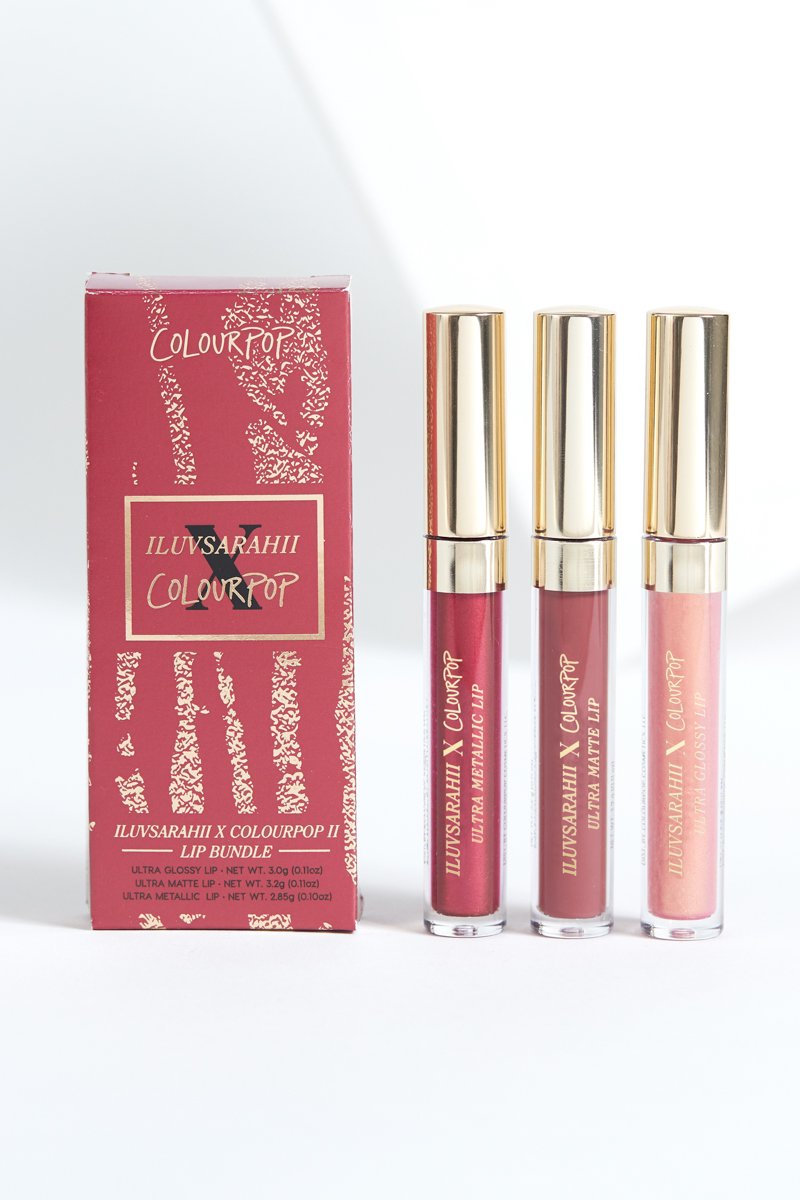 COLOURPOP
ILUVSARAHII
X
COLOURPOP
ILUVSARAHII X COLOURPOP II
LIP BUNDLE
ULTRA GLOSSY LIP · NET WT. 3.0g (0.11oz)
ULTRA MATTE LIP · NET WT. 3.2g (0.11oz)
ULTRA METALLIC LIP · NET WT. 2.85g (0.10oz)
ILUVSARAHII X COLOURPOP
ULTRA METALLIC LIP
ILUVSARAHII X COLOURPOP
ULTRA MATTE LIP
ILUVSARAHII X COLOURPOP
ULTRA GLOSSY LIP